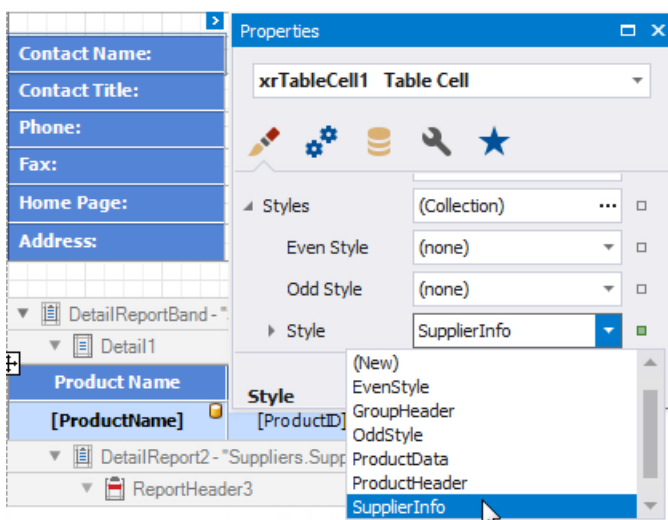 Contact Name:
Contact Title:
Phone:
Fax:
Home Page:
Address:
DetailReportBand - "
Detail1
Product Name
[ProductName]
[ProductID]
DetailReport2 - "Suppliers.Supp
ReportHeader3
Properties
xrTableCell1 Table Cell
Styles (Collection) ...
Even Style (none)
Odd Style (none)
Style SupplierInfo
Style
(New)
EvenStyle
GroupHeader
OddStyle
ProductData
ProductHeader
SupplierInfo